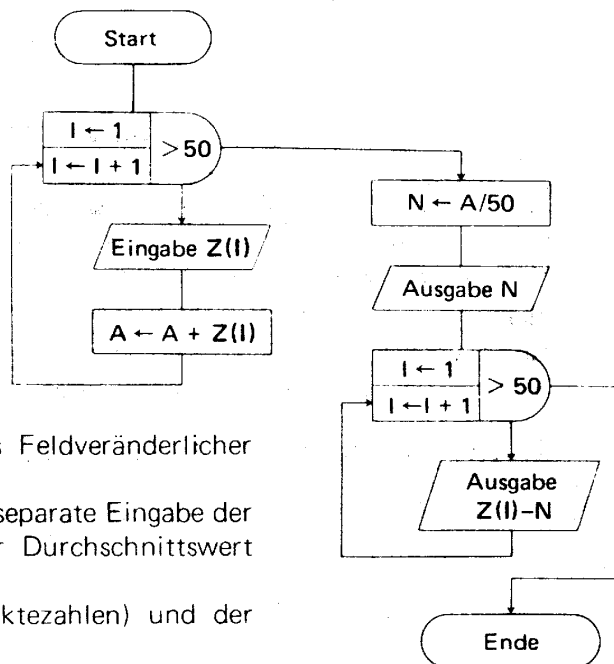 Start
I ← 1
I ← I + 1
> 50
Eingabe Z(I)
A ← A + Z(I)
N ← A/50
Ausgabe N
I ← 1
I ← I + 1
> 50
Ausgabe
Z(I)–N
Ende
Feldveränderlicher
separate Eingabe der
Durchschnittswert
ktezahlen) und der